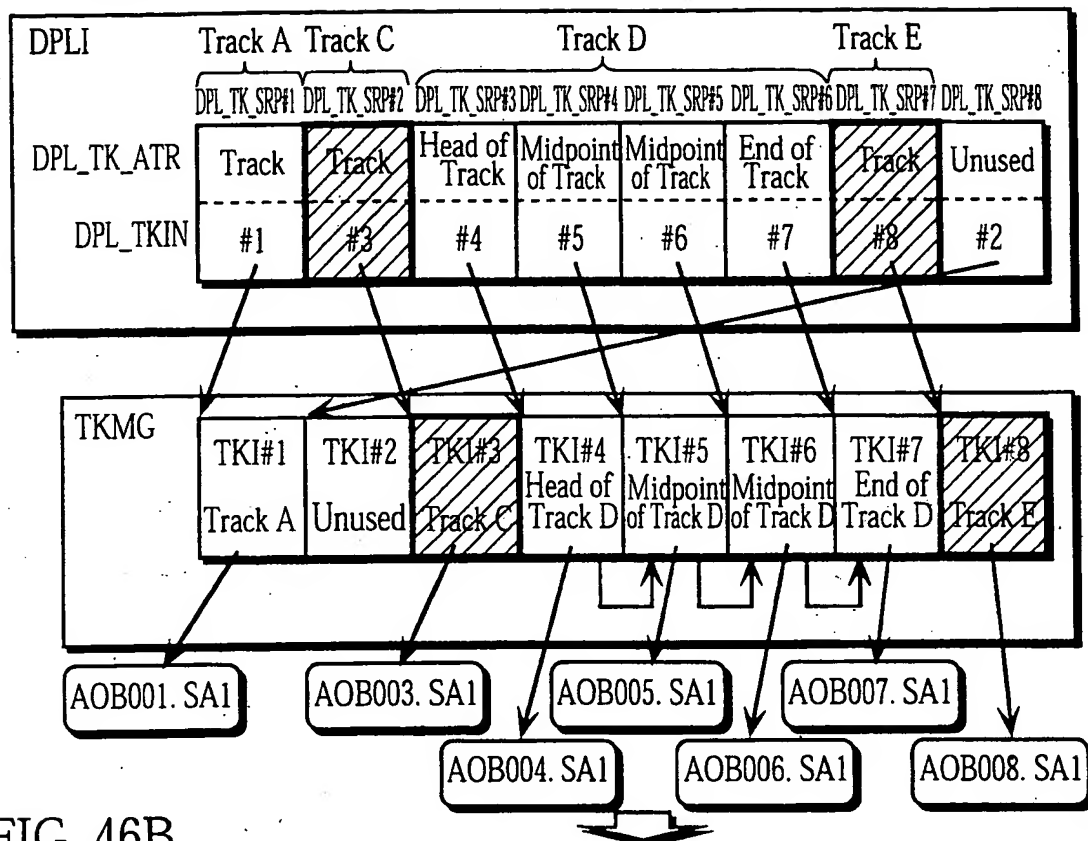 DPLI Track A Track C Track D Track E
DPL_TK_SRP#1 DPL_TK_SRP#2 DPL_TK_SRP#3 DPL_TK_SRP#4 DPL_TK_SRP#5 DPL_TK_SRP#6 DPL_TK_SRP#7 DPL_TK_SRP#8
DPL_TK_ATR Track Track Head of Track Midpoint of Track Midpoint of Track End of Track Track Unused
DPL_TKIN #1 #3 #4 #5 #6 #7 #8 #2
TKMG TKI#1 TKI#2 TKI#3 TKI#4 TKI#5 TKI#6 TKI#7 TKI#8
Track A Unused Track C Head of Track D Midpoint of Track D Midpoint of Track D End of Track D Track E
AOB001. SA1 AOB003. SA1 AOB005. SA1 AOB007. SA1
AOB004. SA1 AOB006. SA1 AOB008. SA1
FIG. 46B